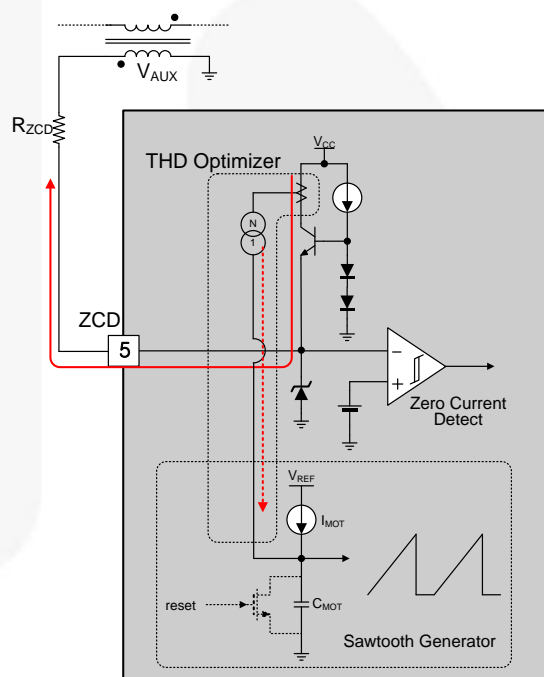 V_AUX
R_ZCD
V_CC
THD Optimizer
N
1
ZCD
5
−
+
Zero Current
Detect
V_REF
I_MOT
reset
C_MOT
Sawtooth Generator